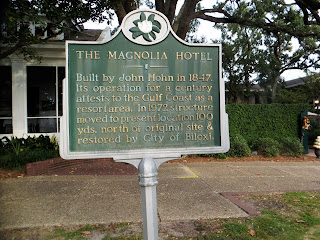 THE MAGNOLIA HOTEL
Built by John Hohn in 1847.
Its operation for a century
attests to the Gulf Coast as a
resort area. In 1972 structure
moved to present location 100
yds. north of original site &
restored by City of Biloxi.